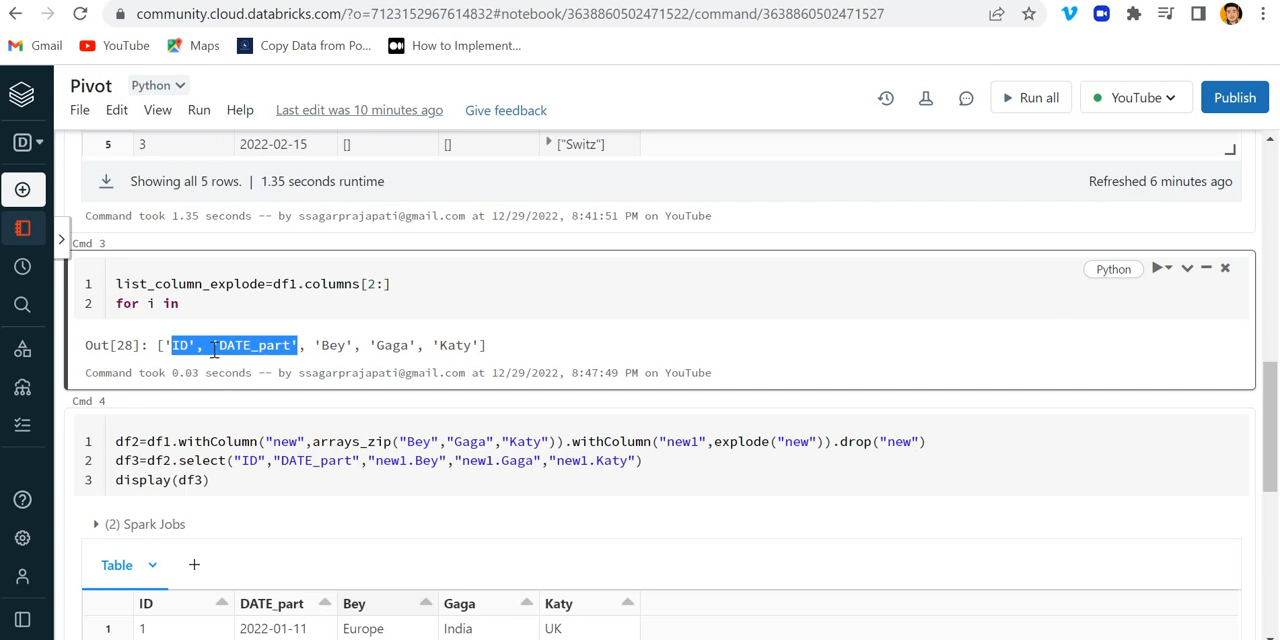 community.cloud.databricks.com/?o=7123152967614832#notebook/3638860502471522/command/3638860502471527
Gmail YouTube Maps Copy Data from Po... How to Implement...
Pivot Python
File Edit View Run Help Last edit was 10 minutes ago Give feedback
Run all YouTube Publish
D
5 3 2022-02-15 [] [] ["Switz"]
Showing all 5 rows. | 1.35 seconds runtime Refreshed 6 minutes ago
Command took 1.35 seconds -- by ssagarprajapati@gmail.com at 12/29/2022, 8:41:51 PM on YouTube
Cmd 3
Python
1 list_column_explode=df1.columns[2:]
2 for i in
Out[28]: ['ID', 'DATE_part', 'Bey', 'Gaga', 'Katy']
Command took 0.03 seconds -- by ssagarprajapati@gmail.com at 12/29/2022, 8:47:49 PM on YouTube
Cmd 4
1 df2=df1.withColumn("new",arrays_zip("Bey","Gaga","Katy")).withColumn("new1",explode("new")).drop("new")
2 df3=df2.select("ID","DATE_part","new1.Bey","new1.Gaga","new1.Katy")
3 display(df3)
(2) Spark Jobs
Table +
ID DATE_part Bey Gaga Katy
1 1 2022-01-11 Europe India UK